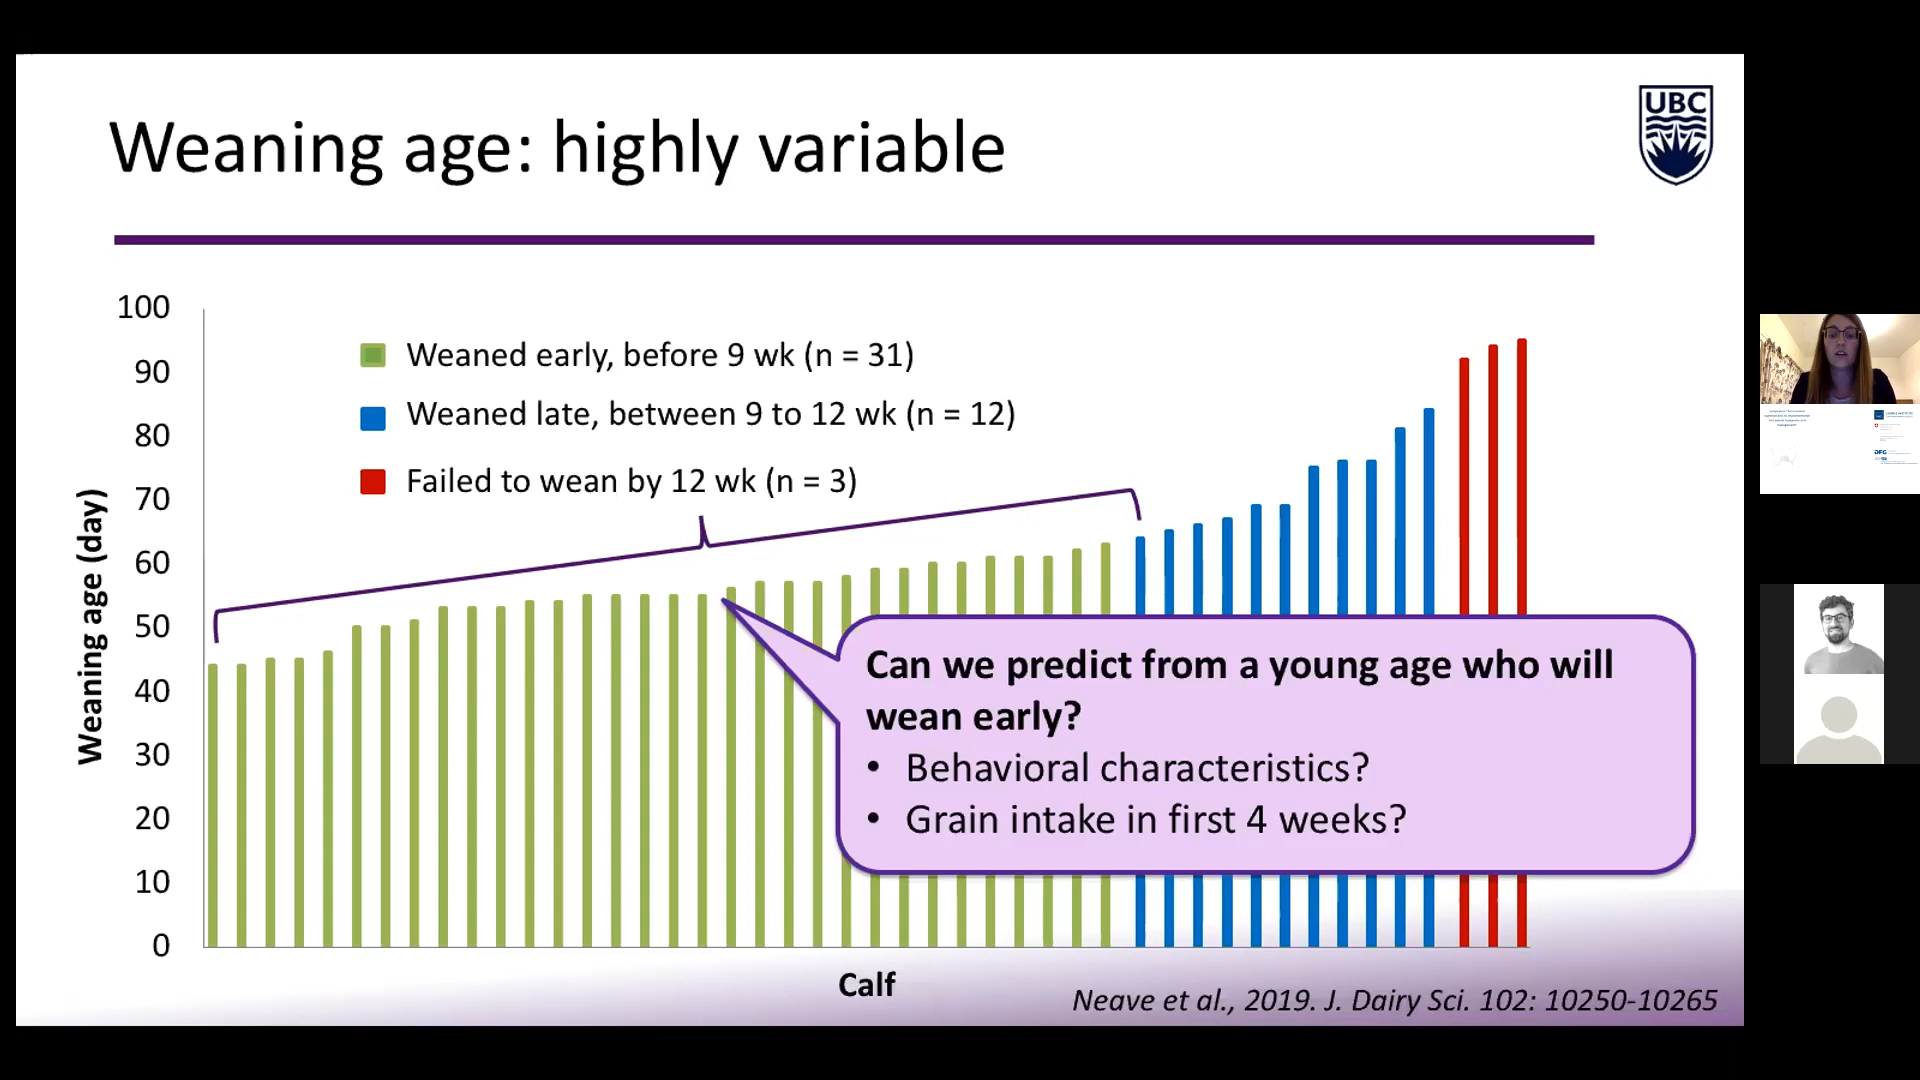 UBC
Weaning age: highly variable
100
90
80
70
60
50
40
30
20
10
0
Weaning age (day)
Weaned early, before 9 wk (n = 31)
Weaned late, between 9 to 12 wk (n = 12)
Failed to wean by 12 wk (n = 3)
Can we predict from a young age who will
wean early?
• Behavioral characteristics?
• Grain intake in first 4 weeks?
Calf
Neave et al., 2019. J. Dairy Sci. 102: 10250-10265
DFG